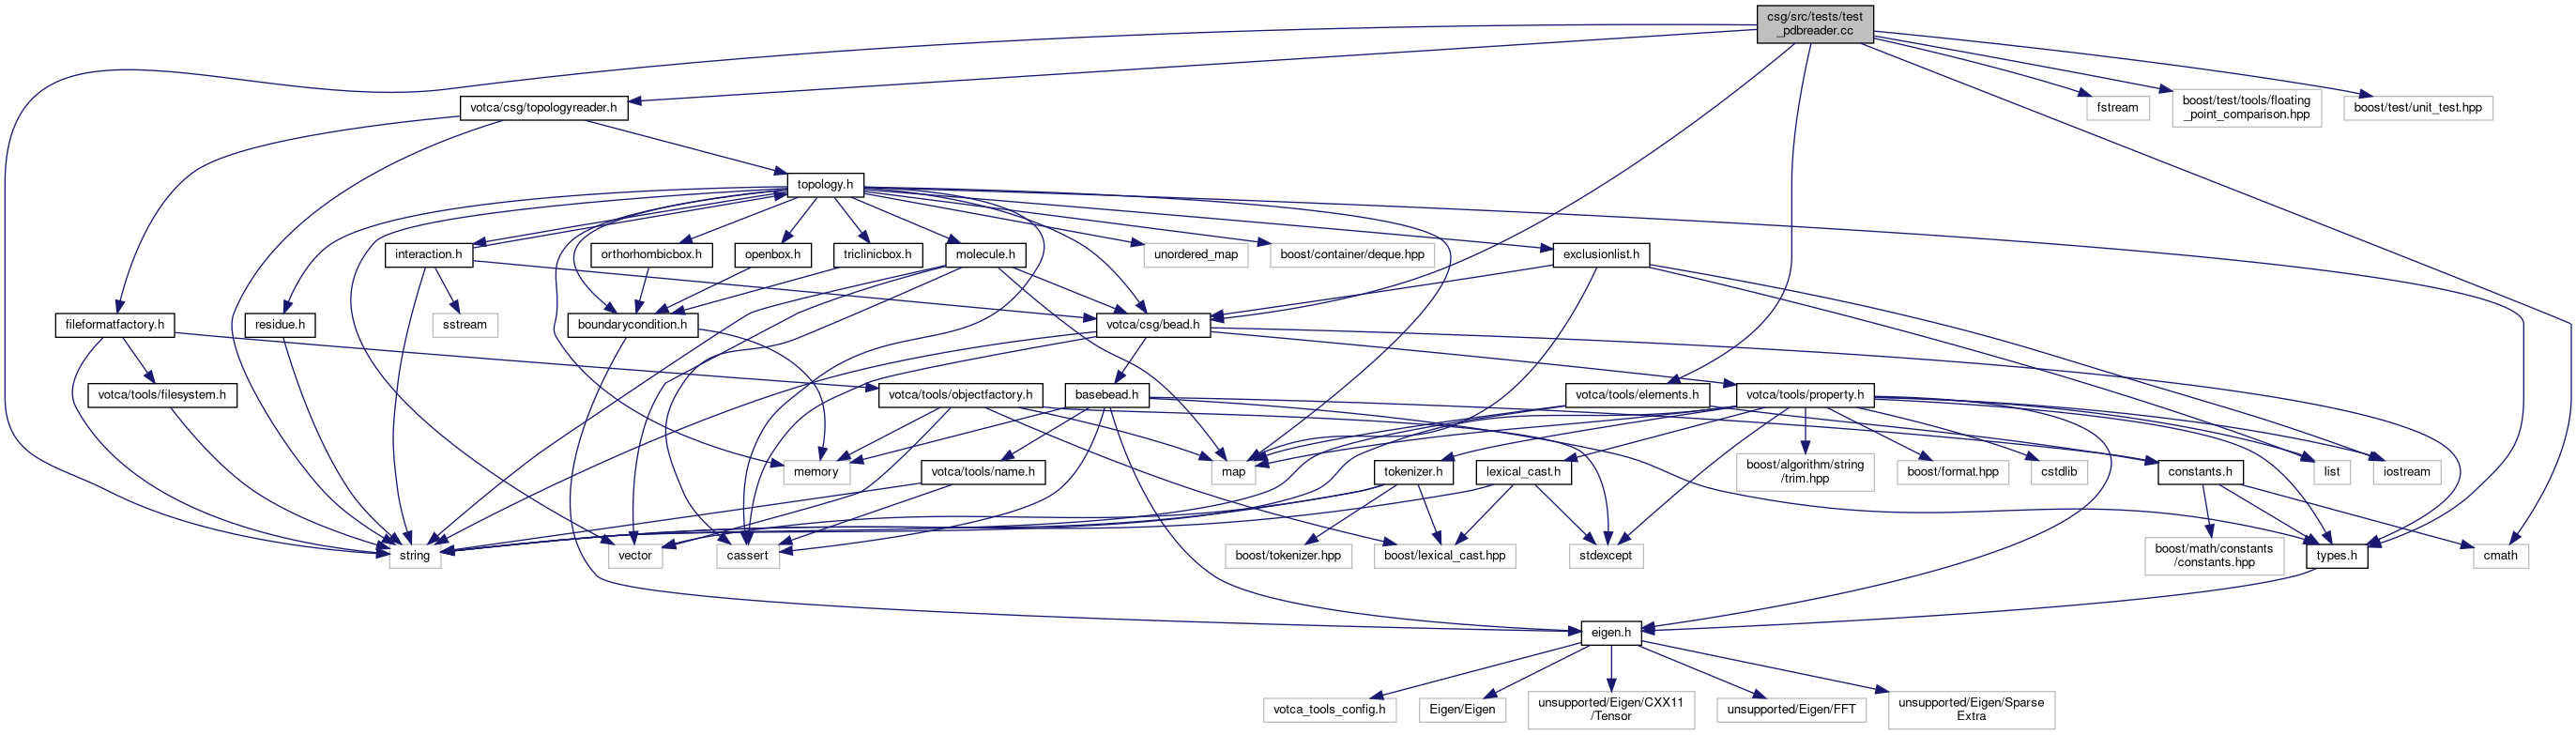 csg/src/tests/test
_pdbreader.cc
votca/csg/topologyreader.h
fstream
boost/test/tools/floating
_point_comparison.hpp
boost/test/unit_test.hpp
topology.h
interaction.h
orthorhombicbox.h
openbox.h
triclinicbox.h
molecule.h
unordered_map
boost/container/deque.hpp
exclusionlist.h
fileformatfactory.h
residue.h
sstream
boundarycondition.h
votca/csg/bead.h
votca/tools/filesystem.h
votca/tools/objectfactory.h
basebead.h
votca/tools/elements.h
votca/tools/property.h
memory
votca/tools/name.h
map
tokenizer.h
lexical_cast.h
boost/algorithm/string
/trim.hpp
boost/format.hpp
cstdlib
constants.h
list
iostream
string
vector
cassert
boost/tokenizer.hpp
boost/lexical_cast.hpp
stdexcept
boost/math/constants
/constants.hpp
types.h
cmath
eigen.h
votca_tools_config.h
Eigen/Eigen
unsupported/Eigen/CXX11
/Tensor
unsupported/Eigen/FFT
unsupported/Eigen/Sparse
Extra